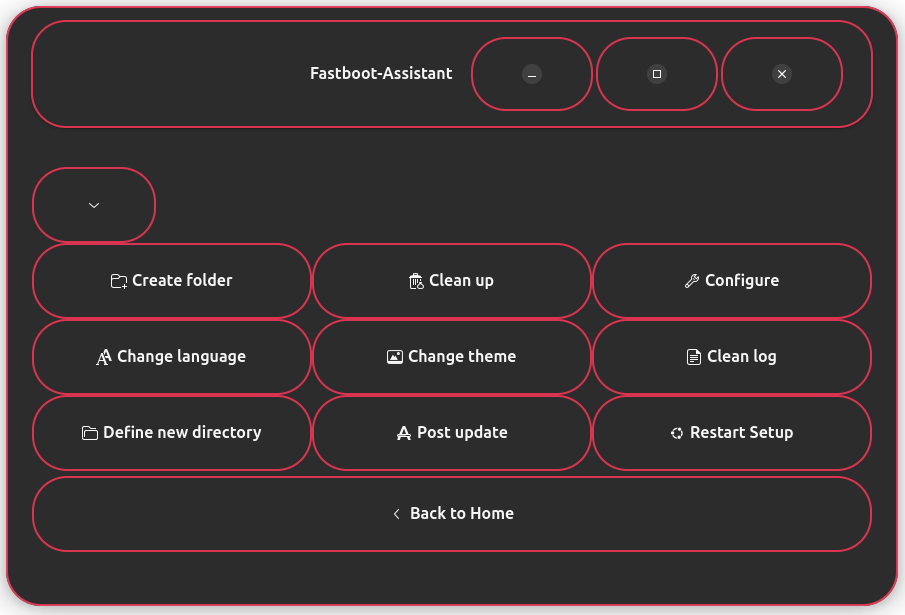 Fastboot-Assistant
Create folder
Clean up
Configure
Change language
Change theme
Clean log
Define new directory
Post update
Restart Setup
Back to Home